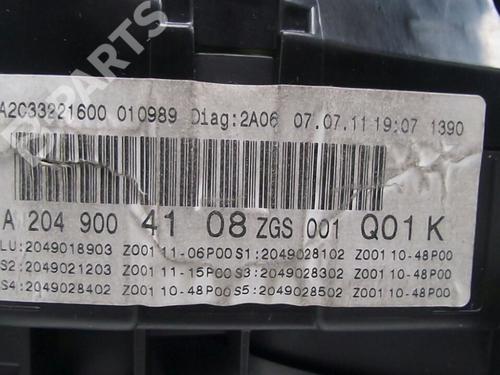 B-PARTS
A2C33221600 010989 Diag:2A06 07.07.11 19:07 1390
A 204 900 41 08 ZGS 001 Q01 K
LU:2049018903 Z001 11-06P00 S1:2049028102 Z001 10-48P00
S2:2049021203 Z001 11-15P00 S3:2049028302 Z001 10-48P00
S4:2049028402 Z001 10-48P00 S5:2049028502 Z001 10-48P00